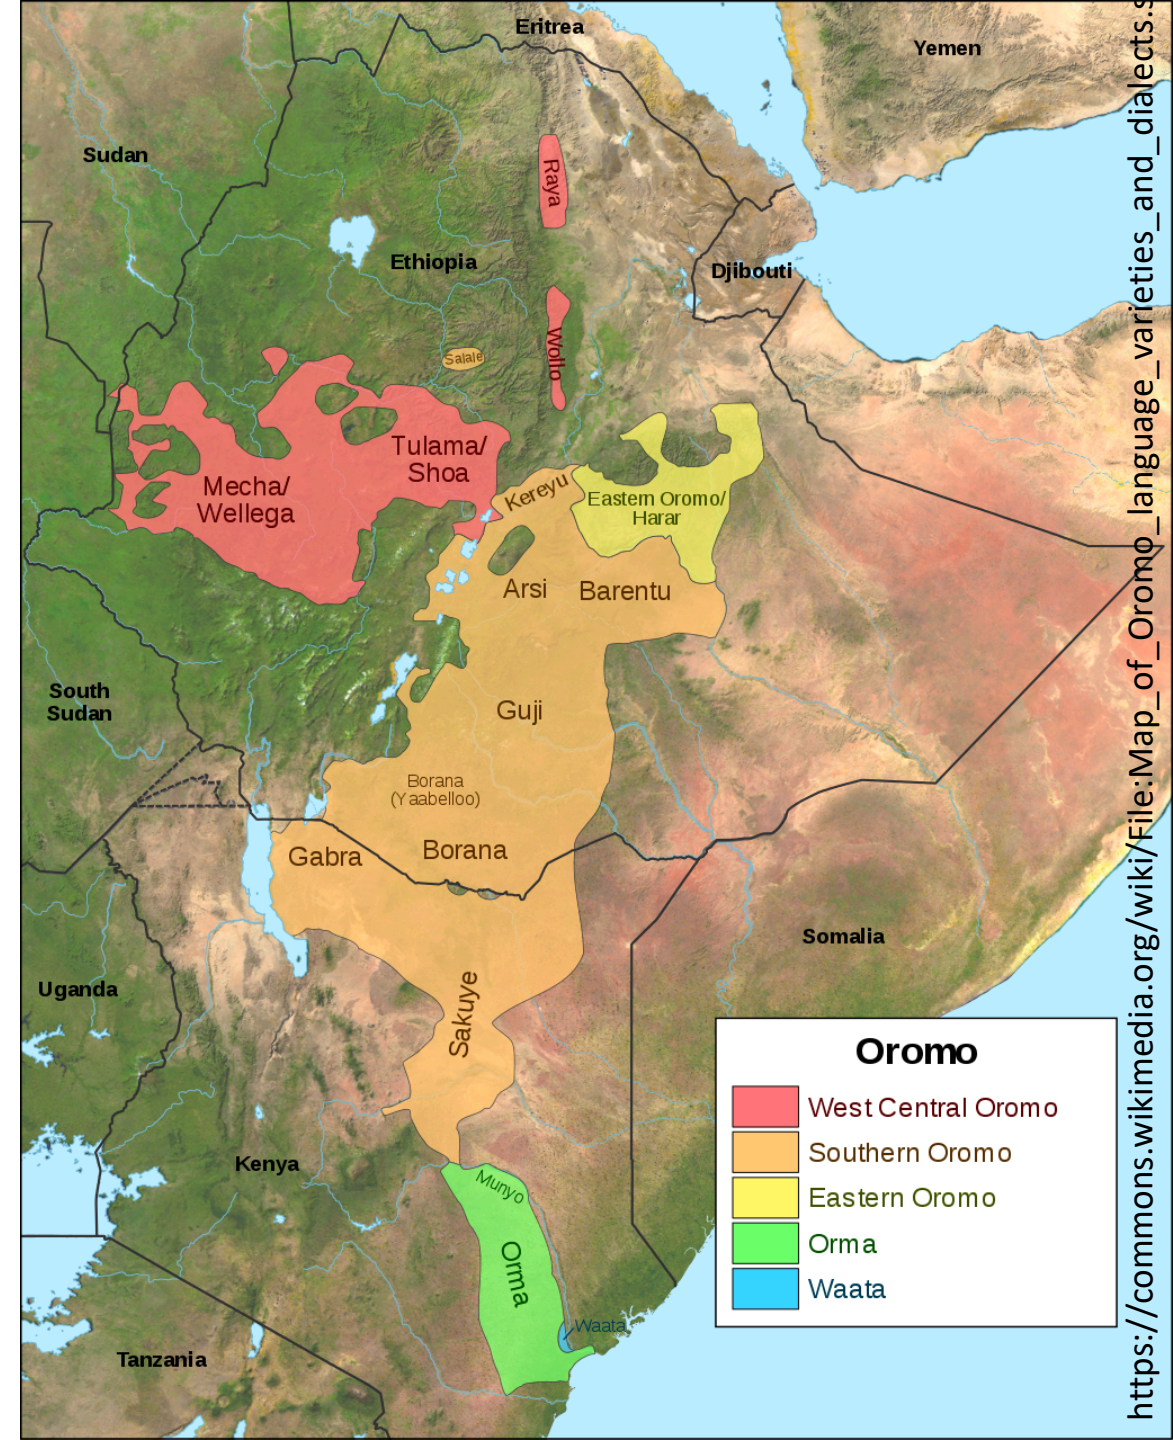 Eritrea
Yemen
Sudan
Raya
Ethiopia
Djibouti
Wollo
Salale
Tulama/
Shoa
Mecha/
Wellega
Kereyu
Eastern Oromo/
Harar
Arsi
Barentu
South
Sudan
Guji
Borana
(Yaabelloo)
Gabra
Borana
Somalia
Uganda
Sakuye
Kenya
Munyo
Orma
Waata
Tanzania
Oromo
West Central Oromo
Southern Oromo
Eastern Oromo
Orma
Waata
https://commons.wikimedia.org/wiki/File:Map_of_Oromo_language_varieties_and_dialects.s